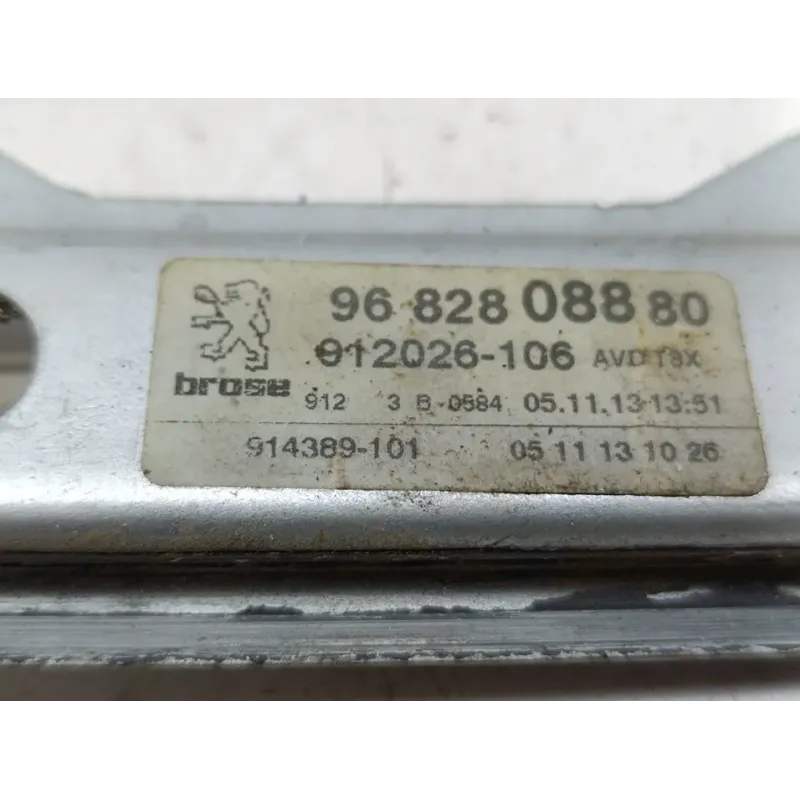 96 828 088 80
912026-106 AVD T8X
brose
912 3 B-0584 05.11.13 13:51
914389-101 05 11 13 10 26